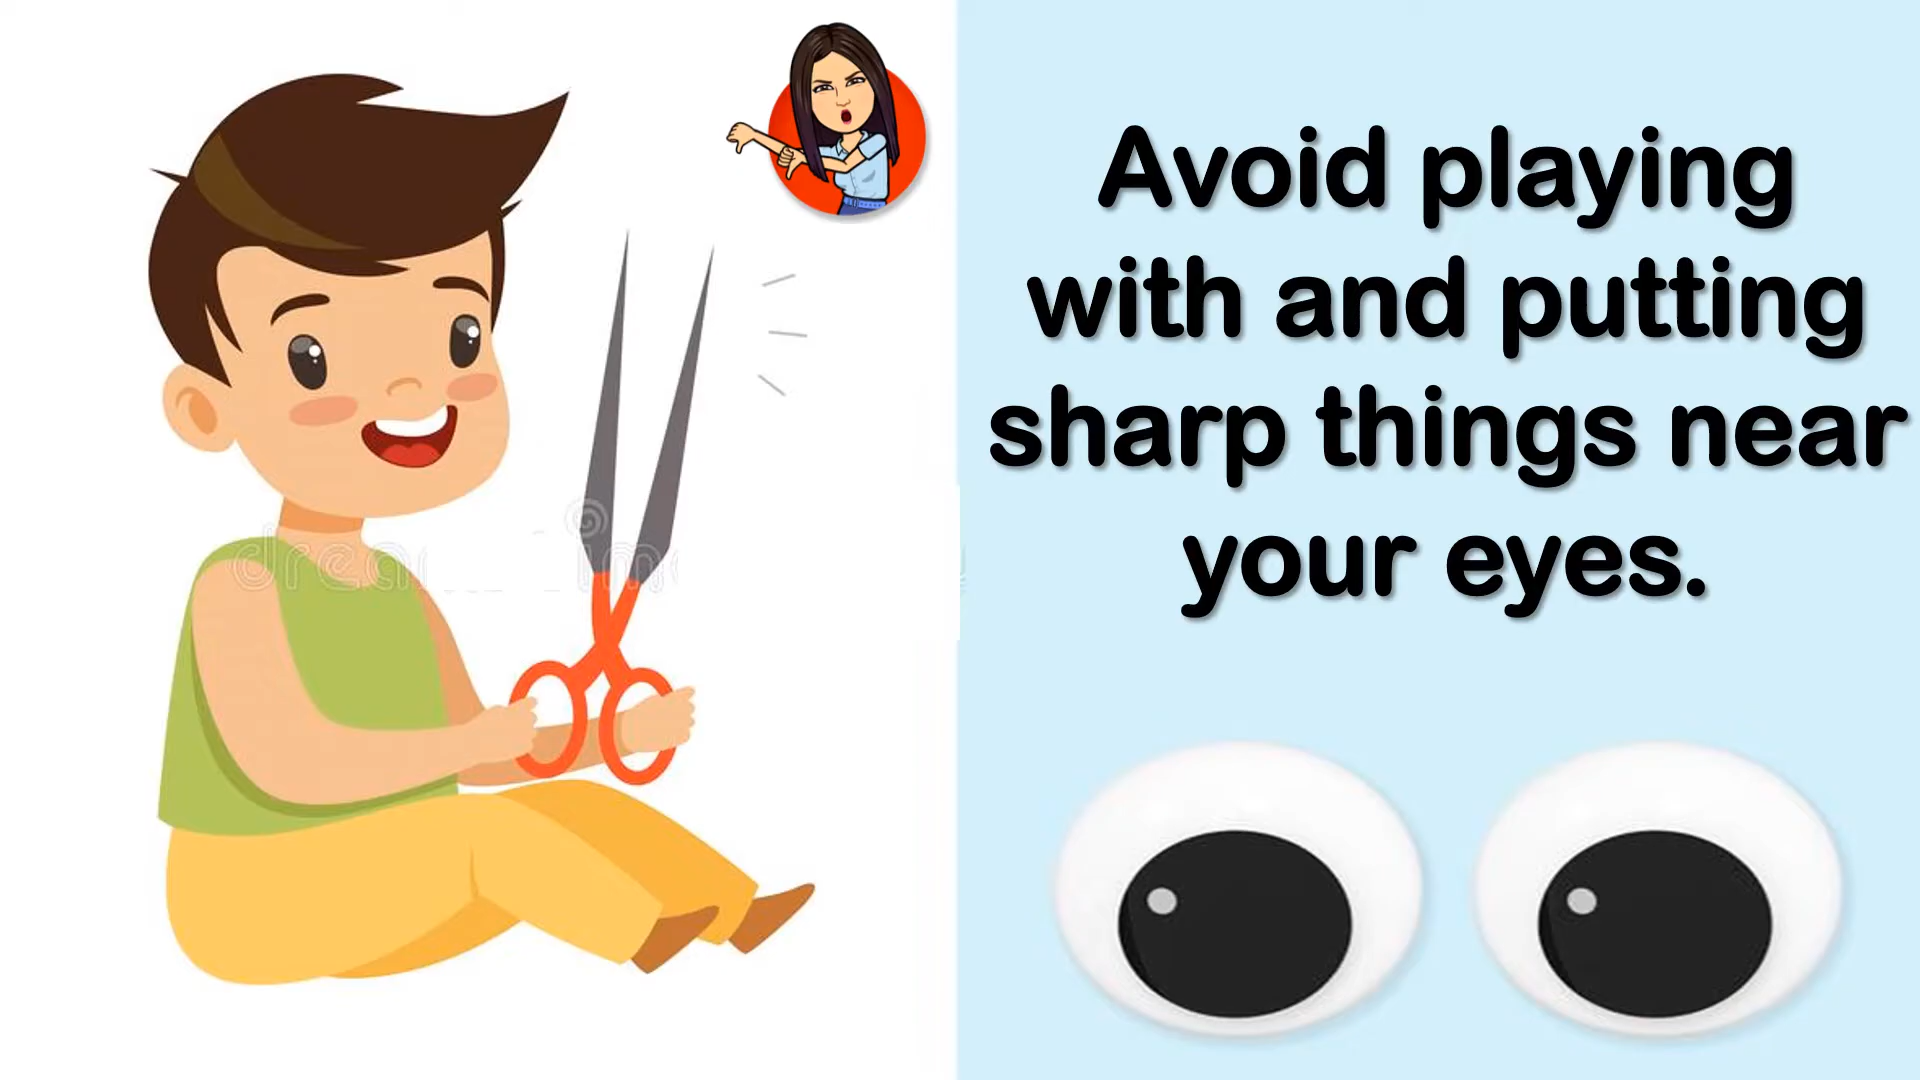 Avoid playing
with and putting
sharp things near
your eyes.